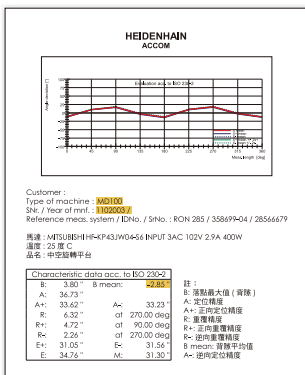 HEIDENHAIN
ACCOM
Evaluation acc. to ISO 230-2
Customer :
Type of machine : MD100
SNr. / Year of mnf. : 1102003 /
Reference meas. system / IDNo. / SrNo. : RON 285 / 358699-04 / 28566679
馬達 : MITSUBISHI HF-KP43JW04-S6 INPUT 3AC 102V 2.9A 400W
溫度 : 25 度 C
品名 : 中空旋轉平台
Characteristic data acc. to ISO 230-2
B: 3.80 " B mean: -2.85 "
A: 36.73 "
A+: 33.62 " A-: 33.23 "
R: 6.32 " at 270.00 deg
R+: 4.72 " at 90.00 deg
R-: 2.26 " at 270.00 deg
E+: 31.05 " E-: 31.56 "
E: 34.76 " M: 31.30 "
註 :
B: 落點最大值 ( 背隙 )
A: 定位精度
A+: 正向定位精度
R: 重覆精度
R+: 正向重複精度
R-: 逆向重複精度
B mean: 背隙平均值
A-: 逆向定位精度